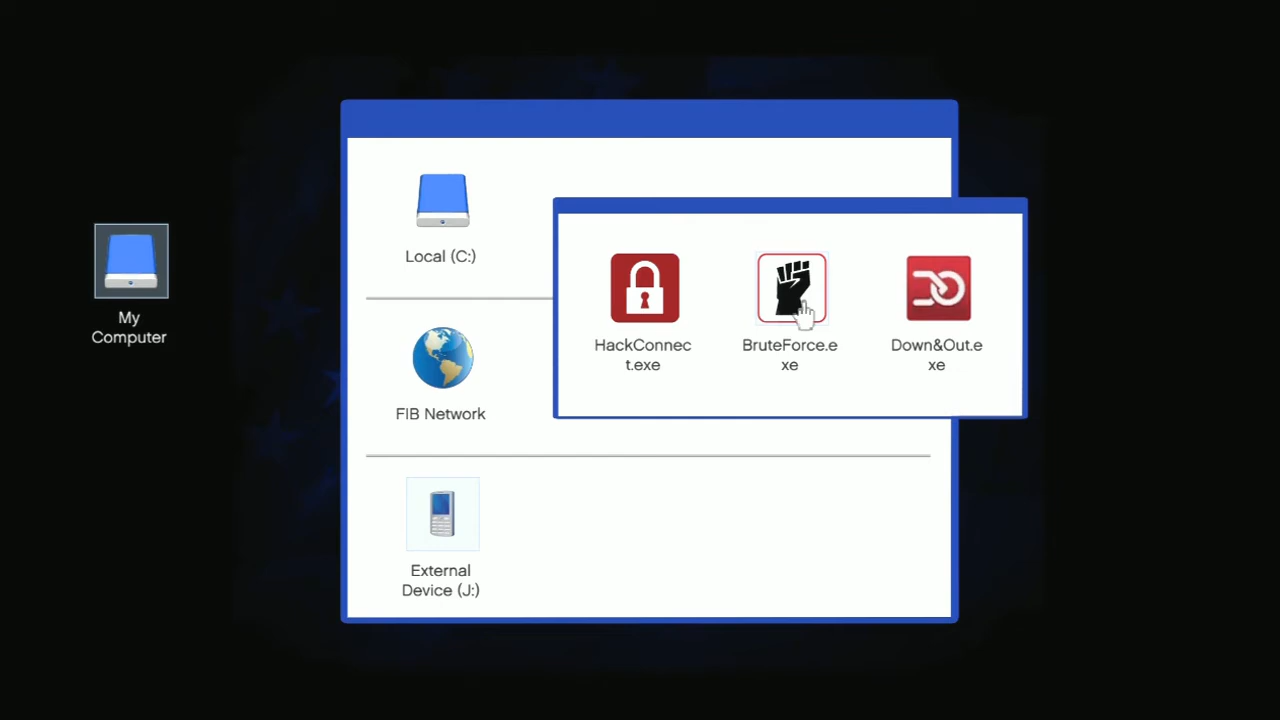 My
Computer
Local (C:)
FIB Network
External
Device (J:)
HackConnec
t.exe
BruteForce.e
xe
Down&Out.e
xe